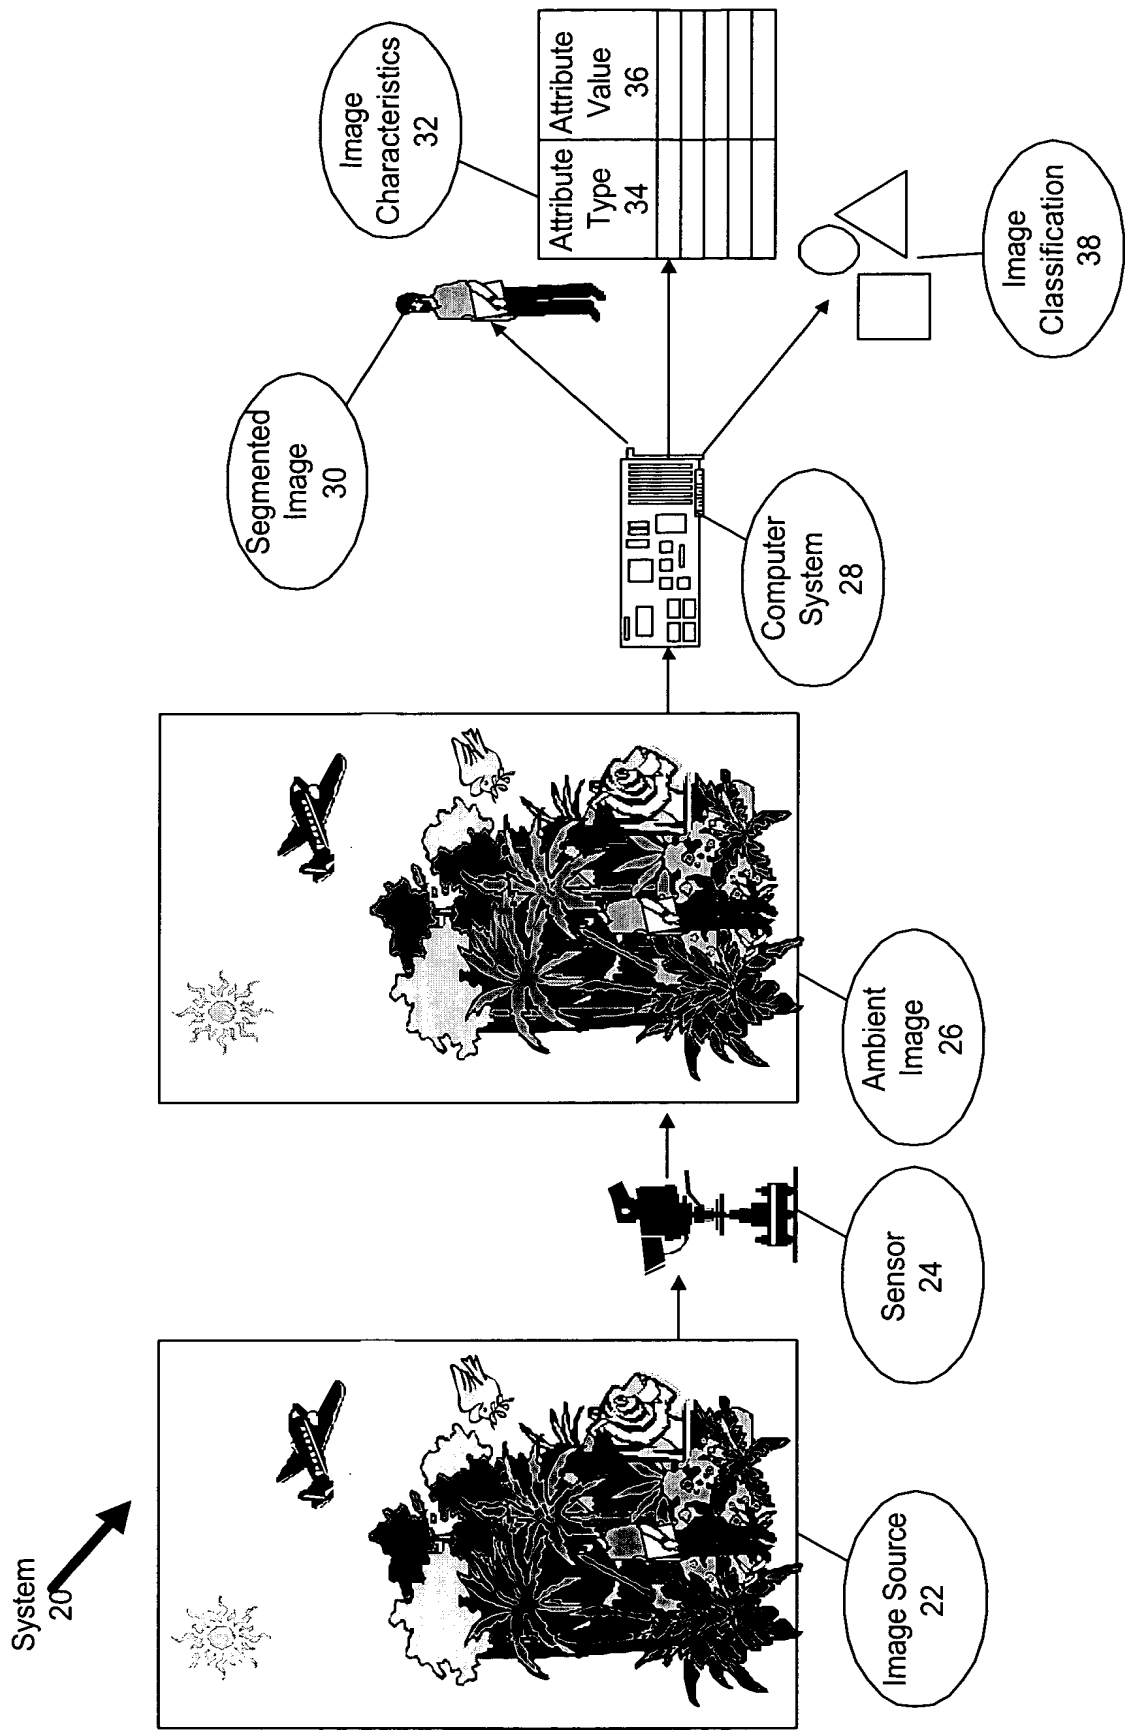 System
20
Image Source
22
Sensor
24
Ambient
Image
26
Computer
System
28
Segmented
Image
30
Image
Characteristics
32
Attribute
Type
34
Attribute
Value
36
Image
Classification
38